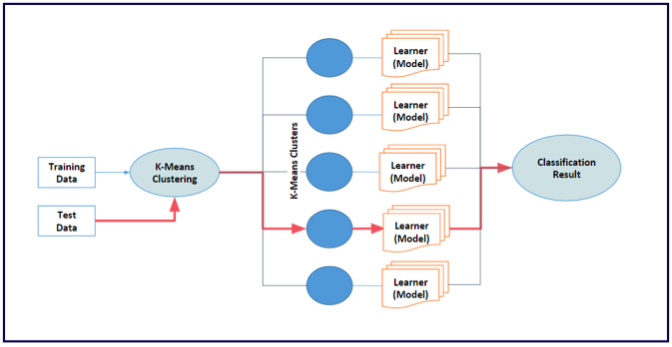 Training
Data
Test
Data
K-Means
Clustering
K-Means Clusters
Learner
(Model)
Learner
(Model)
Learner
(Model)
Learner
(Model)
Learner
(Model)
Classification
Result